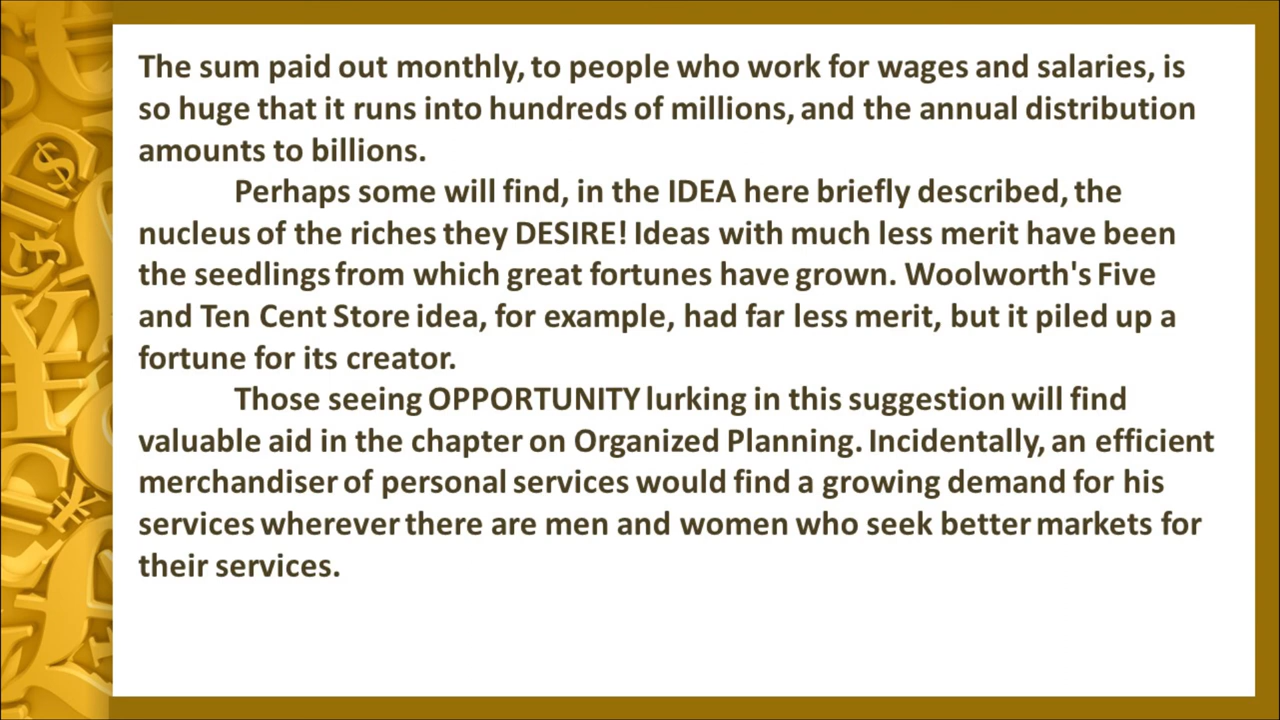 The sum paid out monthly, to people who work for wages and salaries, is
so huge that it runs into hundreds of millions, and the annual distribution
amounts to billions.
Perhaps some will find, in the IDEA here briefly described, the
nucleus of the riches they DESIRE! Ideas with much less merit have been
the seedlings from which great fortunes have grown. Woolworth's Five
and Ten Cent Store idea, for example, had far less merit, but it piled up a
fortune for its creator.
Those seeing OPPORTUNITY lurking in this suggestion will find
valuable aid in the chapter on Organized Planning. Incidentally, an efficient
merchandiser of personal services would find a growing demand for his
services wherever there are men and women who seek better markets for
their services.